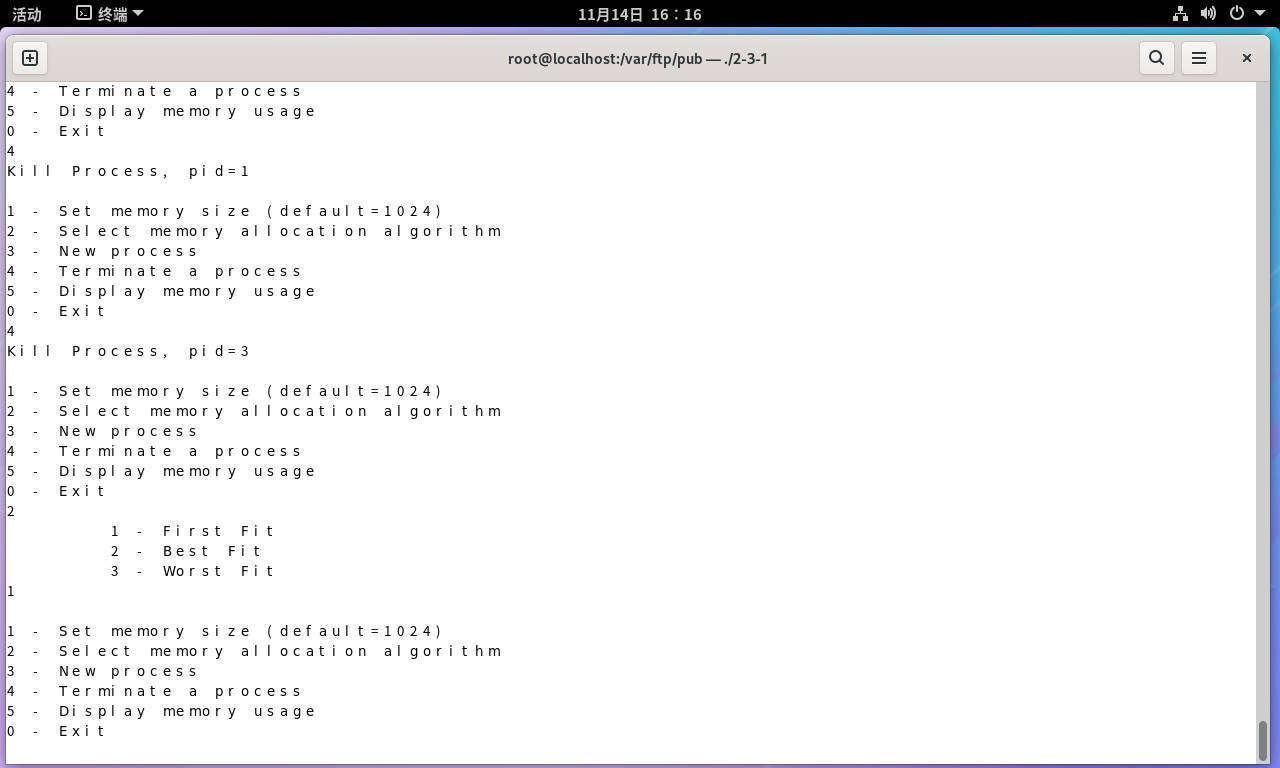 活动
终端
11月14日 16：16
root@localhost:/var/ftp/pub — ./2-3-1
4 - Terminate a process
5 - Display memory usage
0 - Exit
4
Kill Process, pid=1
1 - Set memory size (default=1024)
2 - Select memory allocation algorithm
3 - New process
4 - Terminate a process
5 - Display memory usage
0 - Exit
4
Kill Process, pid=3
1 - Set memory size (default=1024)
2 - Select memory allocation algorithm
3 - New process
4 - Terminate a process
5 - Display memory usage
0 - Exit
2
1 - First Fit
2 - Best Fit
3 - Worst Fit
1
1 - Set memory size (default=1024)
2 - Select memory allocation algorithm
3 - New process
4 - Terminate a process
5 - Display memory usage
0 - Exit